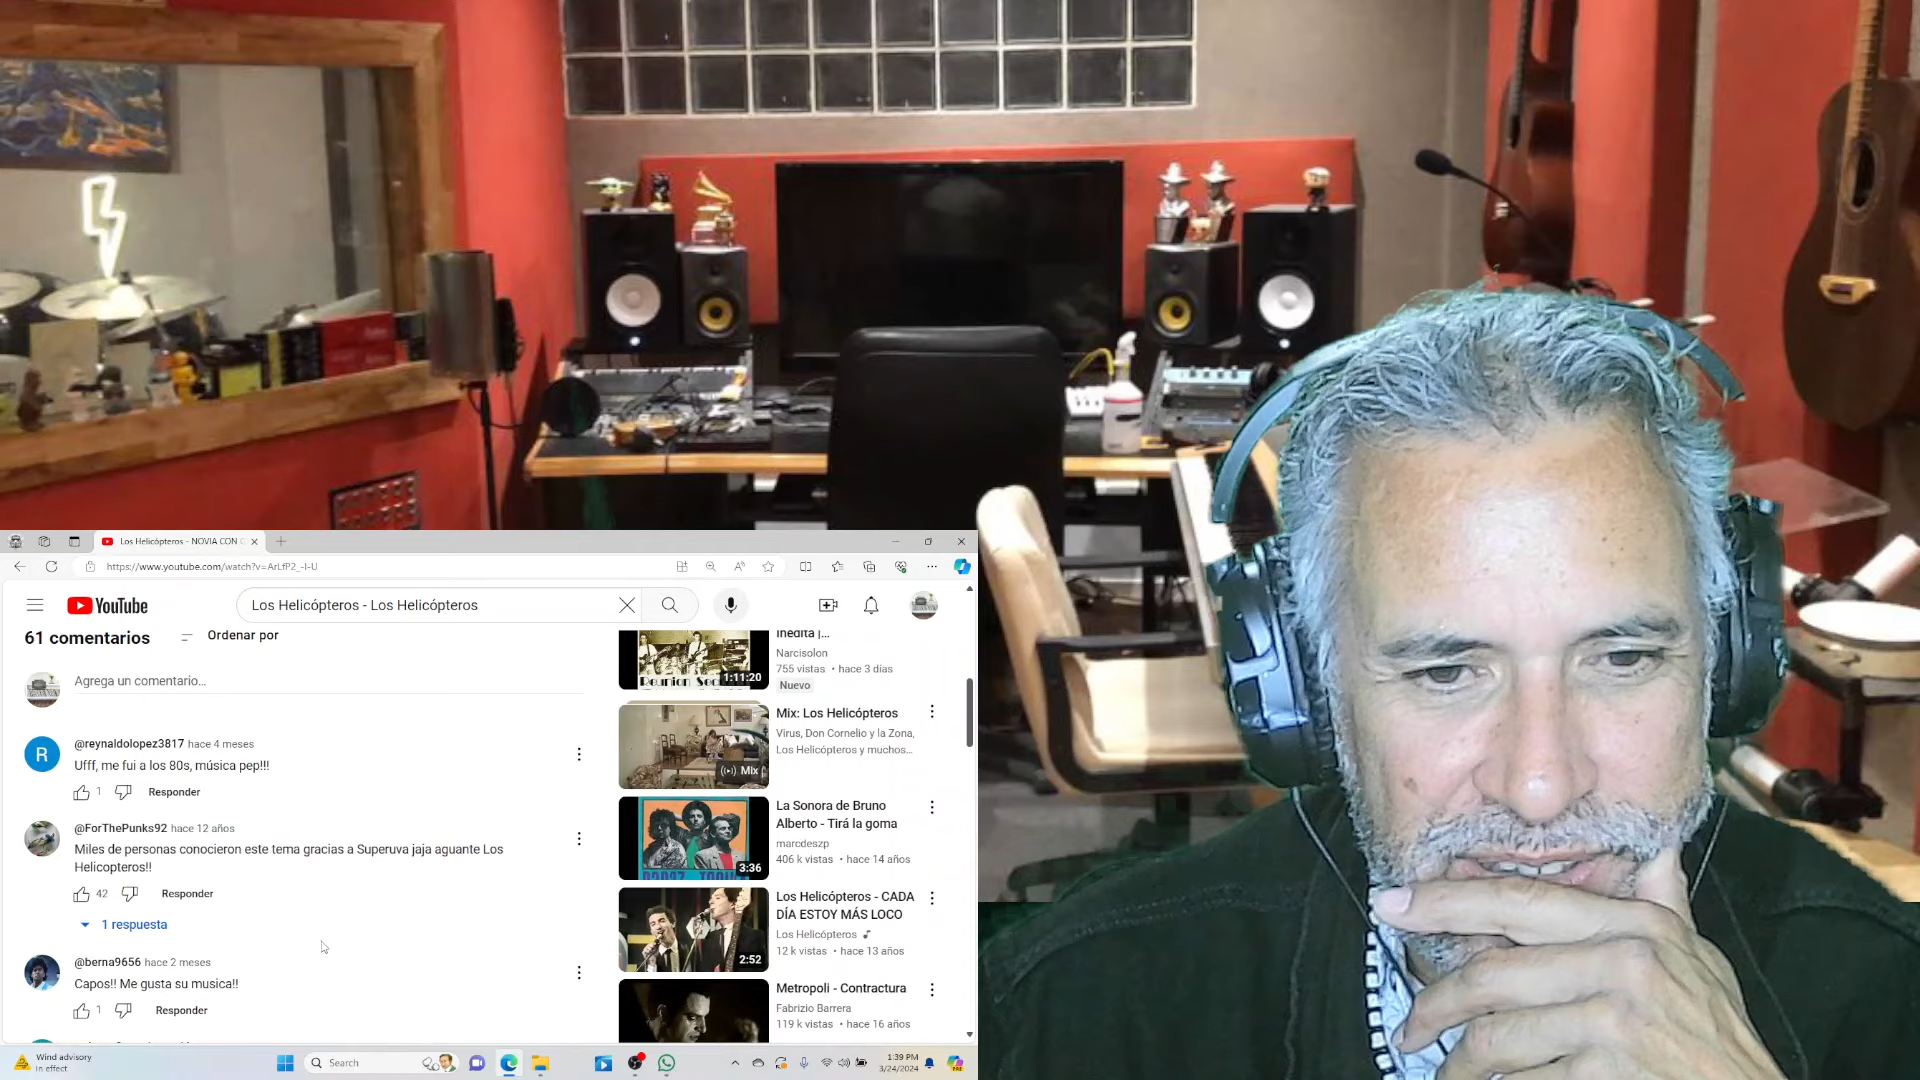 Los Helicópteros - NOVIA CON
https://www.youtube.com/watch?v=ArLfP2_-I-U
YouTube
Los Helicópteros - Los Helicópteros
61 comentarios
Ordenar por
Agrega un comentario...
@reynaldolopez3817 hace 4 meses
Ufff, me fui a los 80s, música pep!!!
1
Responder
@ForThePunks92 hace 12 años
Miles de personas conocieron este tema gracias a Superuva jaja aguante Los
Helicopteros!!
42
Responder
1 respuesta
@berna9656 hace 2 meses
Capos!! Me gusta su musica!!
1
Responder
Inedita |...
Narcisolon
755 vistas • hace 3 días
Nuevo
1:11:20
Mix: Los Helicópteros
Virus, Don Cornelio y la Zona,
Los Helicópteros y muchos...
Mix
La Sonora de Bruno
Alberto - Tirá la goma
marcdeszp
406 k vistas • hace 14 años
3:36
Los Helicópteros - CADA
DÍA ESTOY MÁS LOCO
Los Helicópteros
12 k vistas • hace 13 años
2:52
Metropoli - Contractura
Fabrizio Barrera
119 k vistas • hace 16 años
Wind advisory
In effect
Search
1:39 PM
3/24/2024